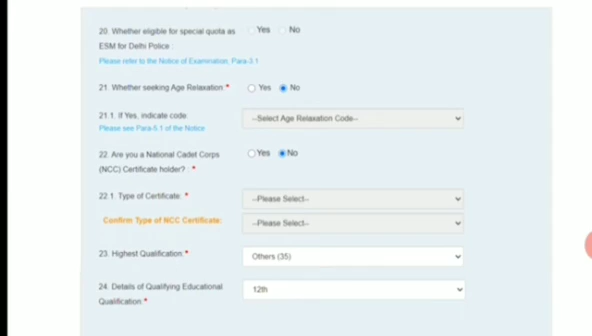 20. Whether eligible for special quota as Yes No
ESM for Delhi Police :
Please refer to the Notice of Examination, Para-3.1
21. Whether seeking Age Relaxation * Yes No
21.1. If Yes, indicate code --Select Age Relaxation Code--
Please see Para-5.1 of the Notice
22. Are you a National Cadet Corps Yes No
(NCC) Certificate holder? : *
22.1. Type of Certificate: * --Please Select--
Confirm Type of NCC Certificate: --Please Select--
23. Highest Qualification * Others (35)
24. Details of Qualifying Educational 12th
Qualification *